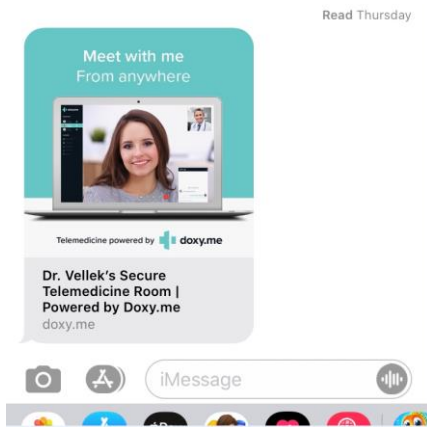 Read Thursday
Meet with me
From anywhere
Telemedicine powered by doxy.me
Dr. Vellek's Secure
Telemedicine Room |
Powered by Doxy.me
doxy.me
iMessage